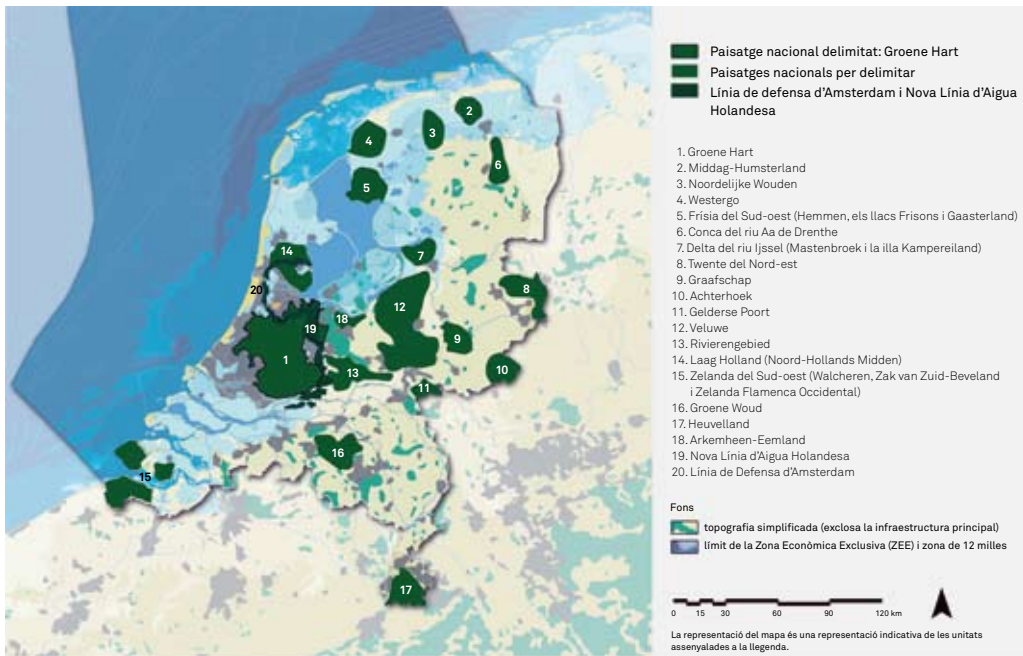 2
3
4
6
5
14
7
20
8
12
18
19
9
1
13
10
11
16
15
17
Paisatge nacional delimitat: Groene Hart
Paisatges nacionals per delimitar
Línia de defensa d’Amsterdam i Nova Línia d’Aigua
Holandesa
1. Groene Hart
2. Middag-Humsterland
3. Noordelijke Wouden
4. Westergo
5. Frísia del Sud-oest (Hemmen, els llacs Frisons i Gaasterland)
6. Conca del riu Aa de Drenthe
7. Delta del riu Ijssel (Mastenbroek i la illa Kampereiland)
8. Twente del Nord-est
9. Graafschap
10. Achterhoek
11. Gelderse Poort
12. Veluwe
13. Rivierengebied
14. Laag Holland (Noord-Hollands Midden)
15. Zelanda del Sud-oest (Walcheren, Zak van Zuid-Beveland
i Zelanda Flamenca Occidental)
16. Groene Woud
17. Heuvelland
18. Arkemheen-Eemland
19. Nova Línia d’Aigua Holandesa
20. Línia de Defensa d’Amsterdam
Fons
topografia simplificada (exclosa la infraestructura principal)
límit de la Zona Econòmica Exclusiva (ZEE) i zona de 12 milles
0 15 30 60 90 120 km
La representació del mapa és una representació indicativa de les unitats
assenyalades a la llegenda.